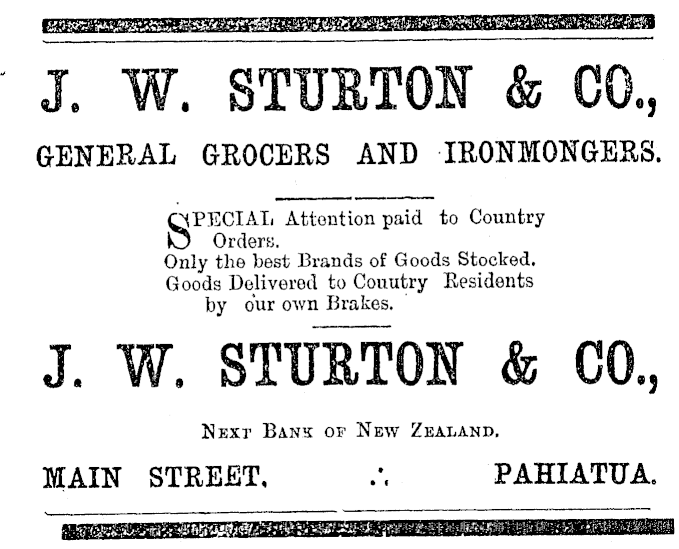 J. W. STURTON & CO.,
GENERAL GROCERS AND IRONMONGERS.
SPECIAL Attention paid to Country
Orders.
Only the best Brands of Goods Stocked.
Goods Delivered to Couutry Residents
by our own Brakes.
J. W. STURTON & CO.,
NEXT BANK OF NEW ZEALAND.
MAIN STREET. ∴ PAHIATUA.